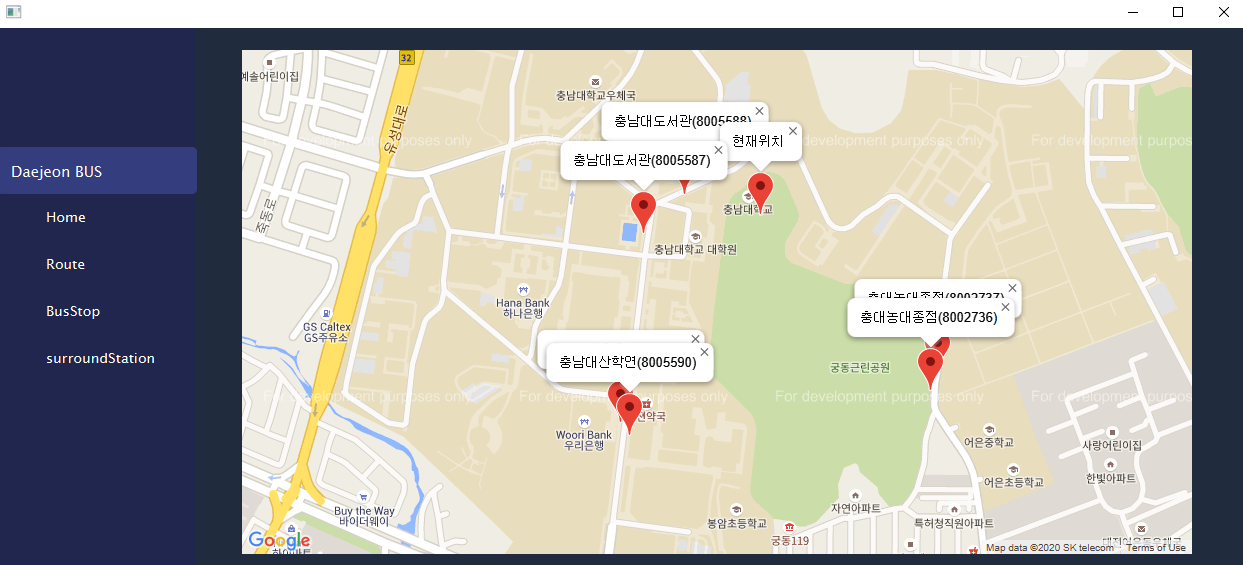 Daejeon BUS
Home
Route
BusStop
surroundStation
예솔어린이집
32
유성대로
죽동로
충남대학교우체국
For development purposes only
For development purposes only
For development purposes only
For development purposes only
충남대도서관(8005588)
현재위치
충남대도서관(8005587)
충남대학교
충남대학교 대학원
Hana Bank
하나은행
GS Caltex
GS주유소
충대농대종점(8002737)
충대농대종점(8002736)
충남대산학연(8005590)
궁동근린공원
For development purposes only
For development purposes only
For development purposes only
For development purposes only
Woori Bank
우리은행
어은중학교
사랑어린이집
어은초등학교
한빛아파트
Buy the Way
바이더웨이
봉암초등학교
자연아파트
특허청직원아파트
궁동119
Google
Map data ©2020 SK telecom
Terms of Use